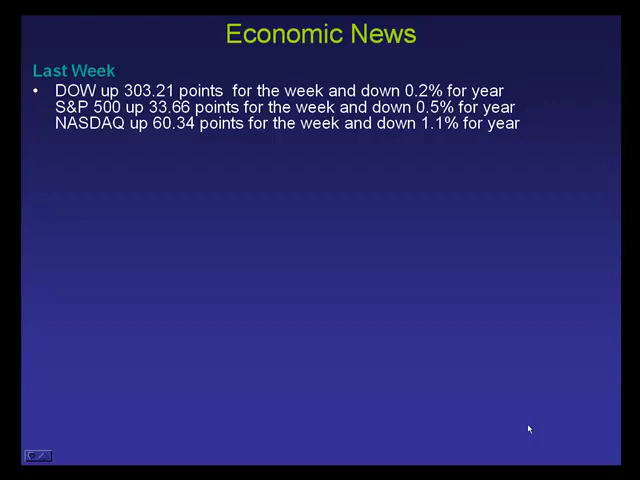 Economic News
Last Week
• DOW up 303.21 points  for the week and down 0.2% for year
S&P 500 up 33.66 points for the week and down 0.5% for year
NASDAQ up 60.34 points for the week and down 1.1% for year